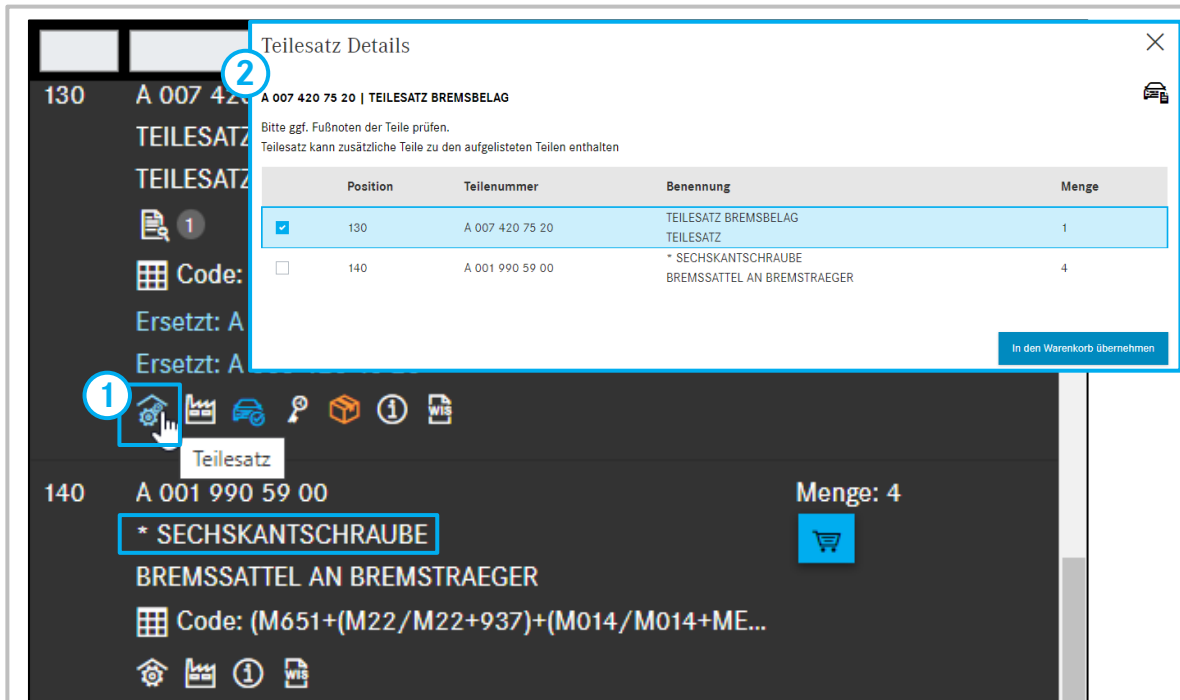 Teilesatz Details
2
A 007 420 75 20 | TEILESATZ BREMSBELAG
Bitte ggf. Fußnoten der Teile prüfen.
Teilesatz kann zusätzliche Teile zu den aufgelisteten Teilen enthalten
Position Teilenummer Benennung Menge
130 A 007 420 75 20 TEILESATZ BREMSBELAG 1
TEILESATZ
140 A 001 990 59 00 * SECHSKANTSCHRAUBE 4
BREMSSATTEL AN BREMSTRAEGER
In den Warenkorb übernehmen
130 A 007 420
TEILESATZ
TEILESATZ
1
Code:
Ersetzt: A
Ersetzt: A
1
WIS
Teilesatz
140 A 001 990 59 00 Menge: 4
* SECHSKANTSCHRAUBE
BREMSSATTEL AN BREMSTRAEGER
Code: (M651+(M22/M22+937)+(M014/M014+ME...
WIS